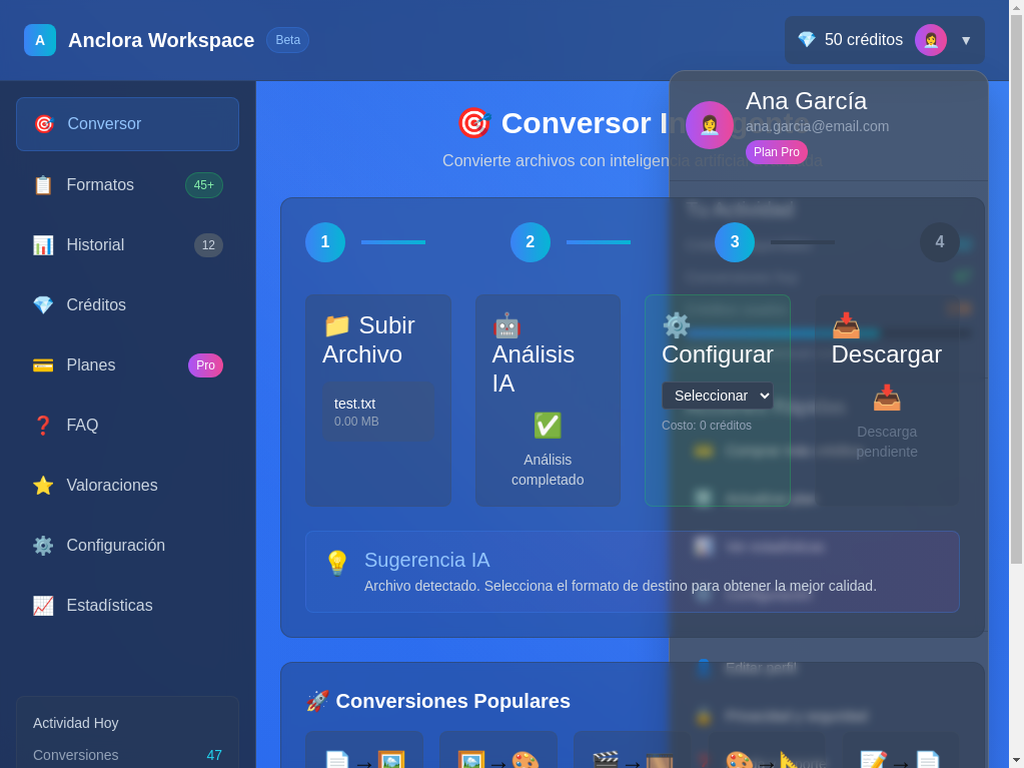 A
Anclora Workspace
Beta
50 créditos
▼
Conversor
Formatos
45+
Historial
12
Créditos
Planes
Pro
FAQ
Valoraciones
Configuración
Estadísticas
Actividad Hoy
Conversiones
47
Conversor
Convierte archivos con inteligencia artificial
Ana García
ana.garcia@email.com
Plan Pro
Tu Actividad
1
2
3
4
Subir
Archivo
test.txt
0.00 MB
Análisis
IA
Análisis
completado
Configurar
Seleccionar
Costo: 0 créditos
Descargar
Descarga
pendiente
Sugerencia IA
Archivo detectado. Selecciona el formato de destino para obtener la mejor calidad.
Editar perfil
Privacidad y seguridad
Conversiones Populares